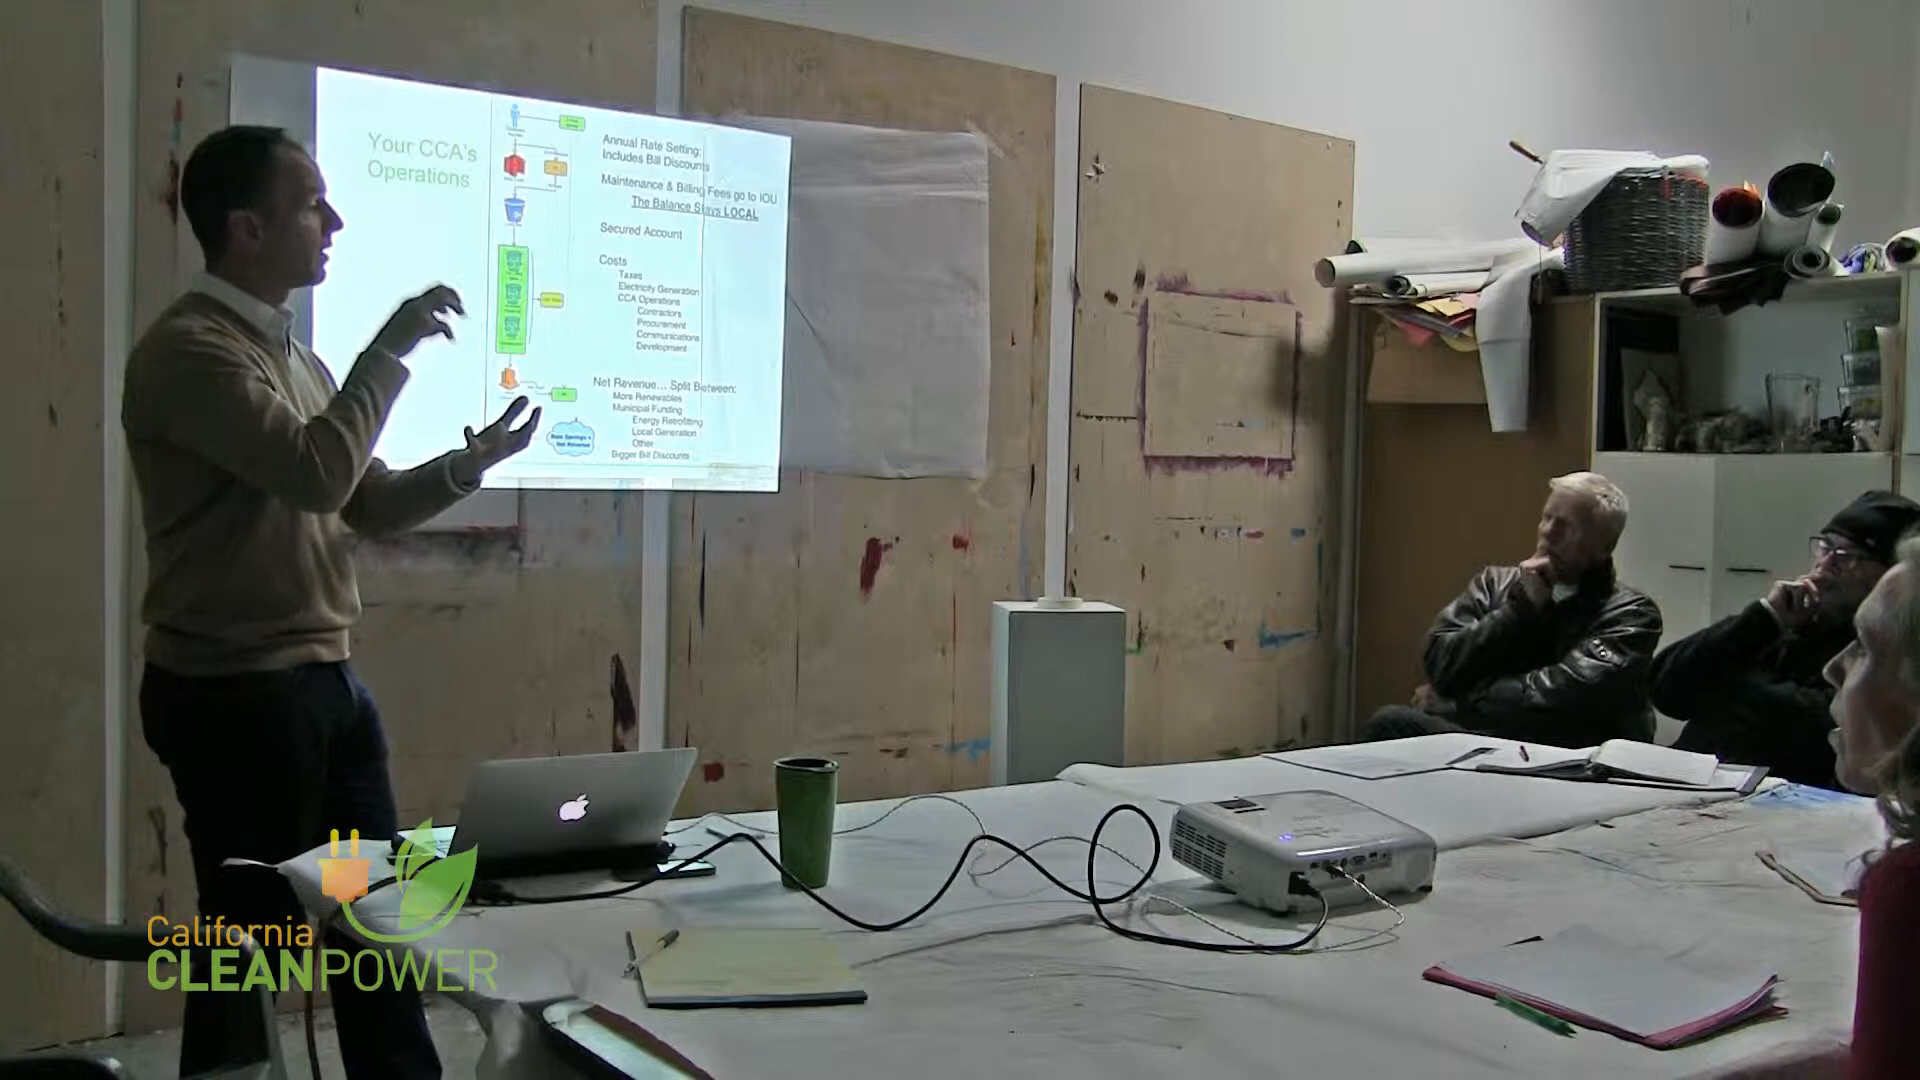 Your CCA's
Operations
Annual Rate Setting:
Includes Bill Discounts
Maintenance & Billing Fees go to IOU
The Balance Stays LOCAL
Secured Account
Costs
Taxes
Electricity Generation
CCA Operations
Contractors
Procurement
Communications
Development
Net Revenue... Split Between:
More Renewables
Municipal Funding
Energy Retrofitting
Local Generation
Other
Bigger Bill Discounts
California
CLEANPOWER